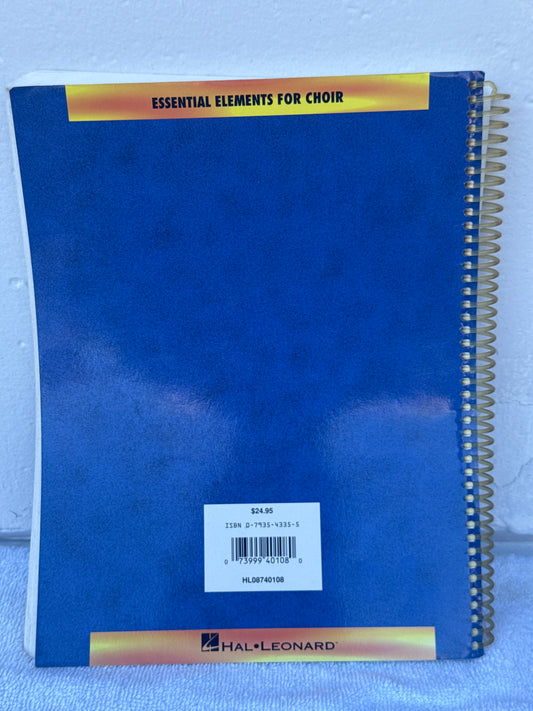 ESSENTIAL ELEMENTS FOR CHOIR
$24.95
ISBN 0-7935-4335-5
0 73999 40108 0
HL08740108
HAL•LEONARD®